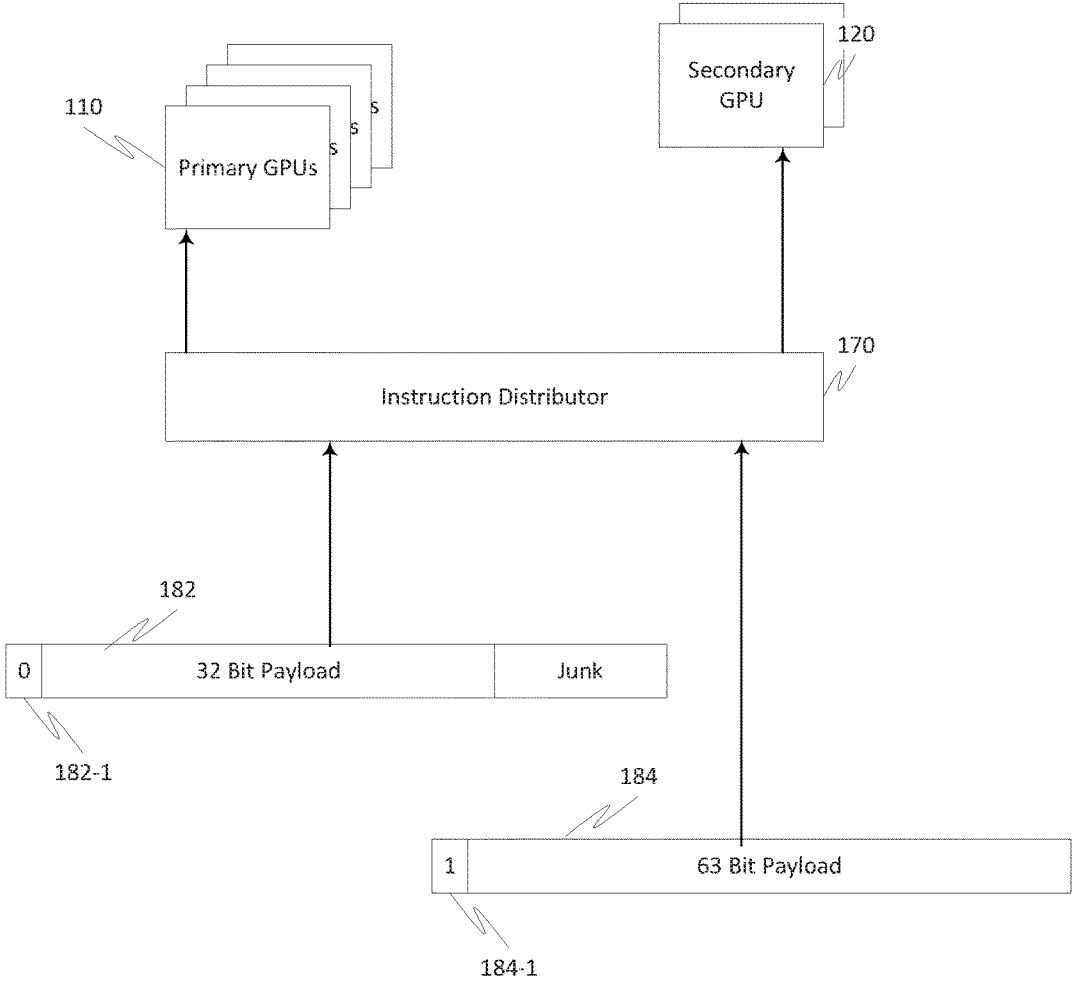 120
Secondary
GPU
110
s
s
s
Primary GPUs
170
Instruction Distributor
182
0
32 Bit Payload
Junk
182-1
184
1
63 Bit Payload
184-1